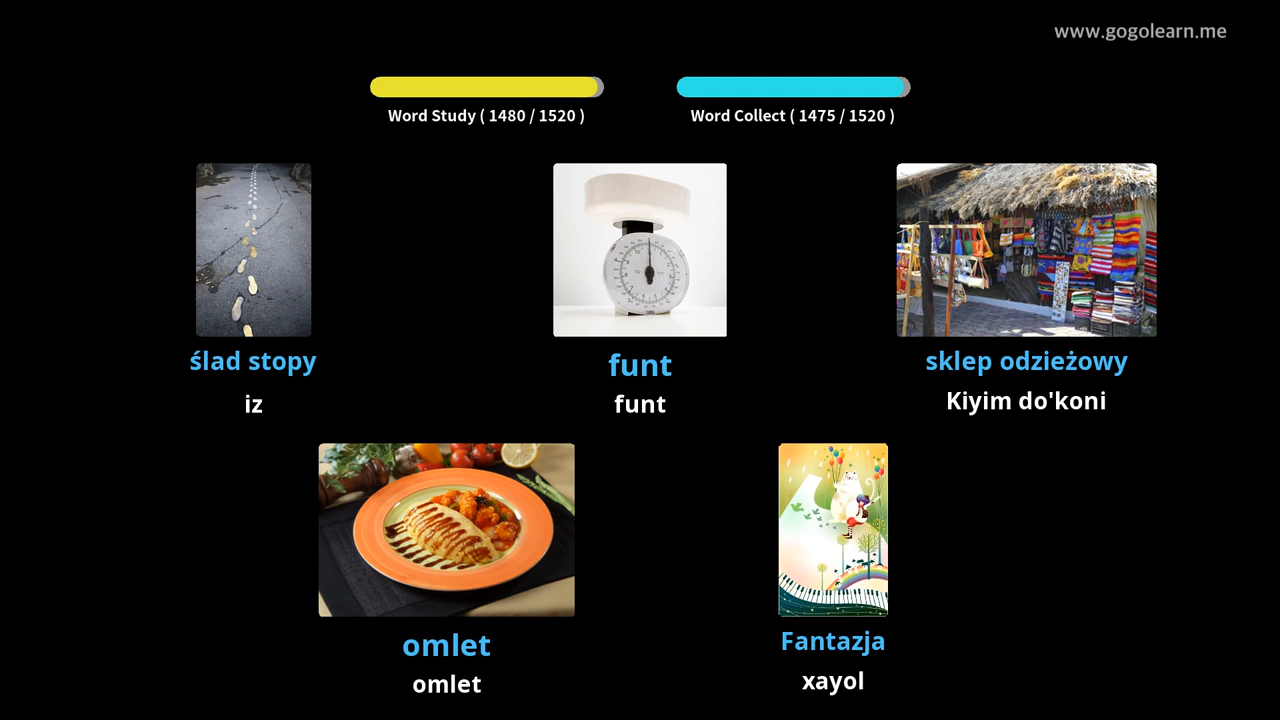 www.gogolearn.me
Word Study ( 1480 / 1520 )
Word Collect ( 1475 / 1520 )
ślad stopy
iz
funt
funt
sklep odzieżowy
Kiyim do'koni
omlet
omlet
Fantazja
xayol